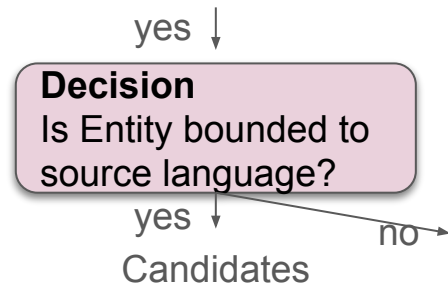 yes
Decision
Is Entity bounded to
source language?
yes
no
Candidates